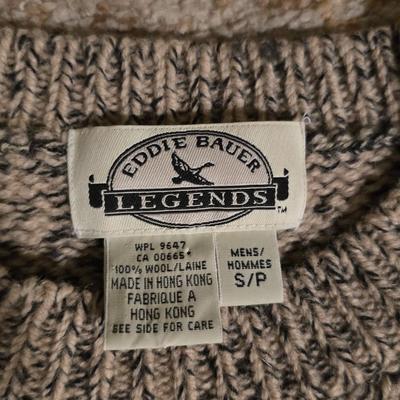 EDDIE BAUER
LEGENDS
TM
WPL 9647
CA 00665*
100% WOOL/LAINE
MADE IN HONG KONG
FABRIQUE A
HONG KONG
SEE SIDE FOR CARE
MENS/
HOMMES
S/P